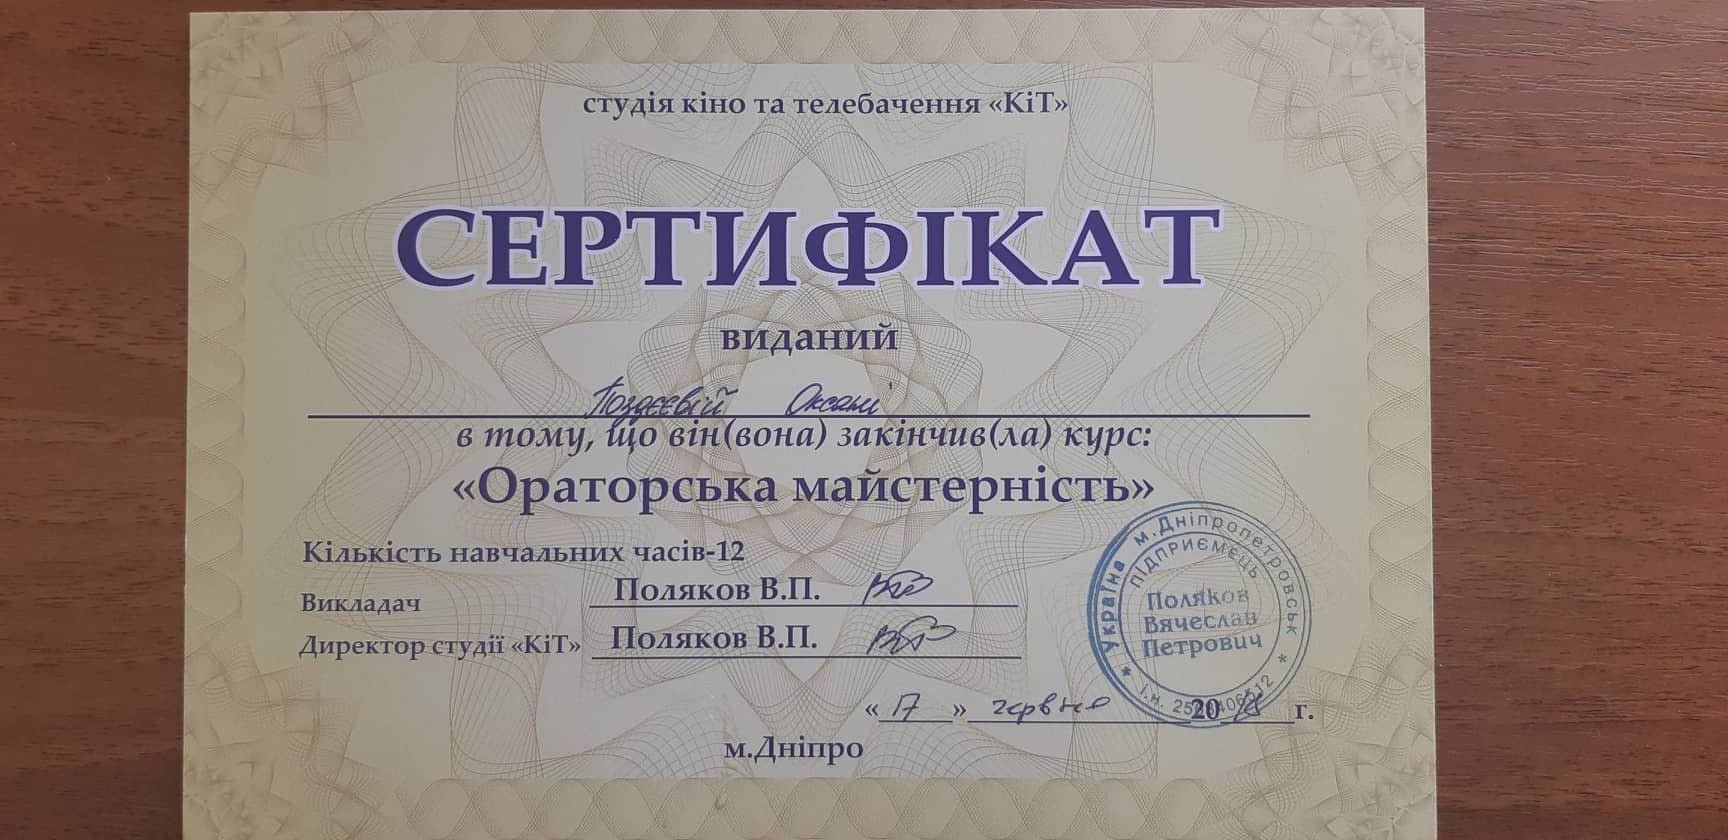 студія кіно та телебачення «КіТ»
СЕРТИФІКАТ
виданий
Поздєєвій Оксані
в тому, що він(вона) закінчив(ла) курс:
«Ораторська майстерність»
Кількість навчальних часів-12
Викладач Поляков В.П.
Директор студії «КіТ» Поляков В.П.
« 17 » червня 20 г.
м.Дніпро
* Україна м.Дніпропетровськ *
підприємець
Поляков
Вячеслав
Петрович
і.н.